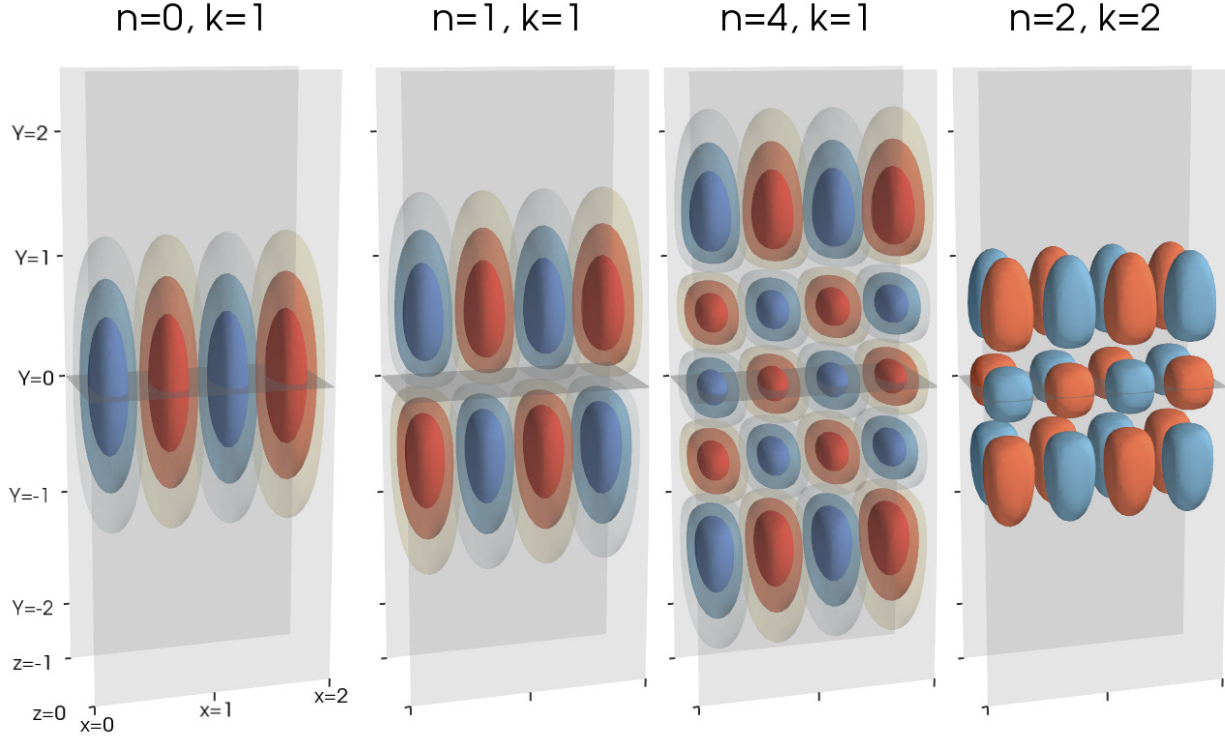 n=0, k=1
n=1, k=1
n=4, k=1
n=2, k=2
Y=2
Y=1
Y=0
Y=-1
Y=-2
z=-1
z=0
x=0
x=1
x=2